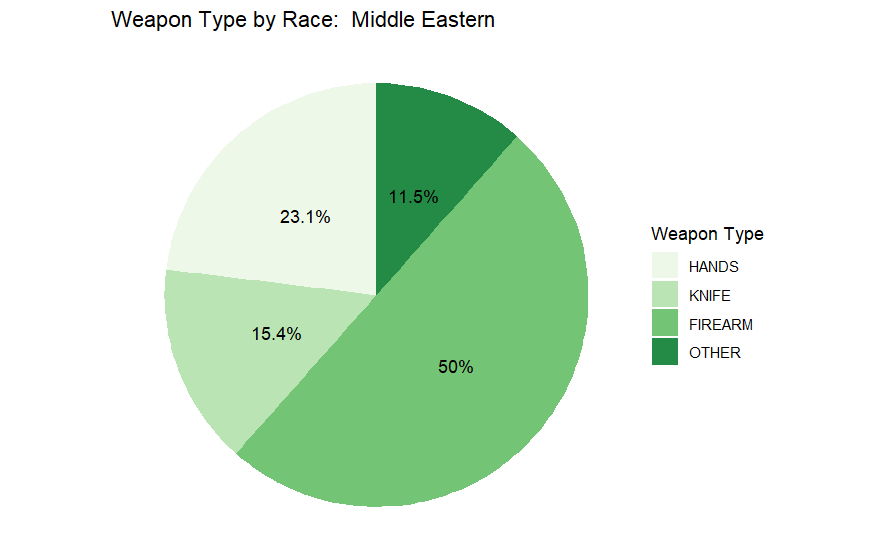 Weapon Type by Race:  Middle Eastern
11.5%
23.1%
15.4%
50%
Weapon Type
HANDS
KNIFE
FIREARM
OTHER